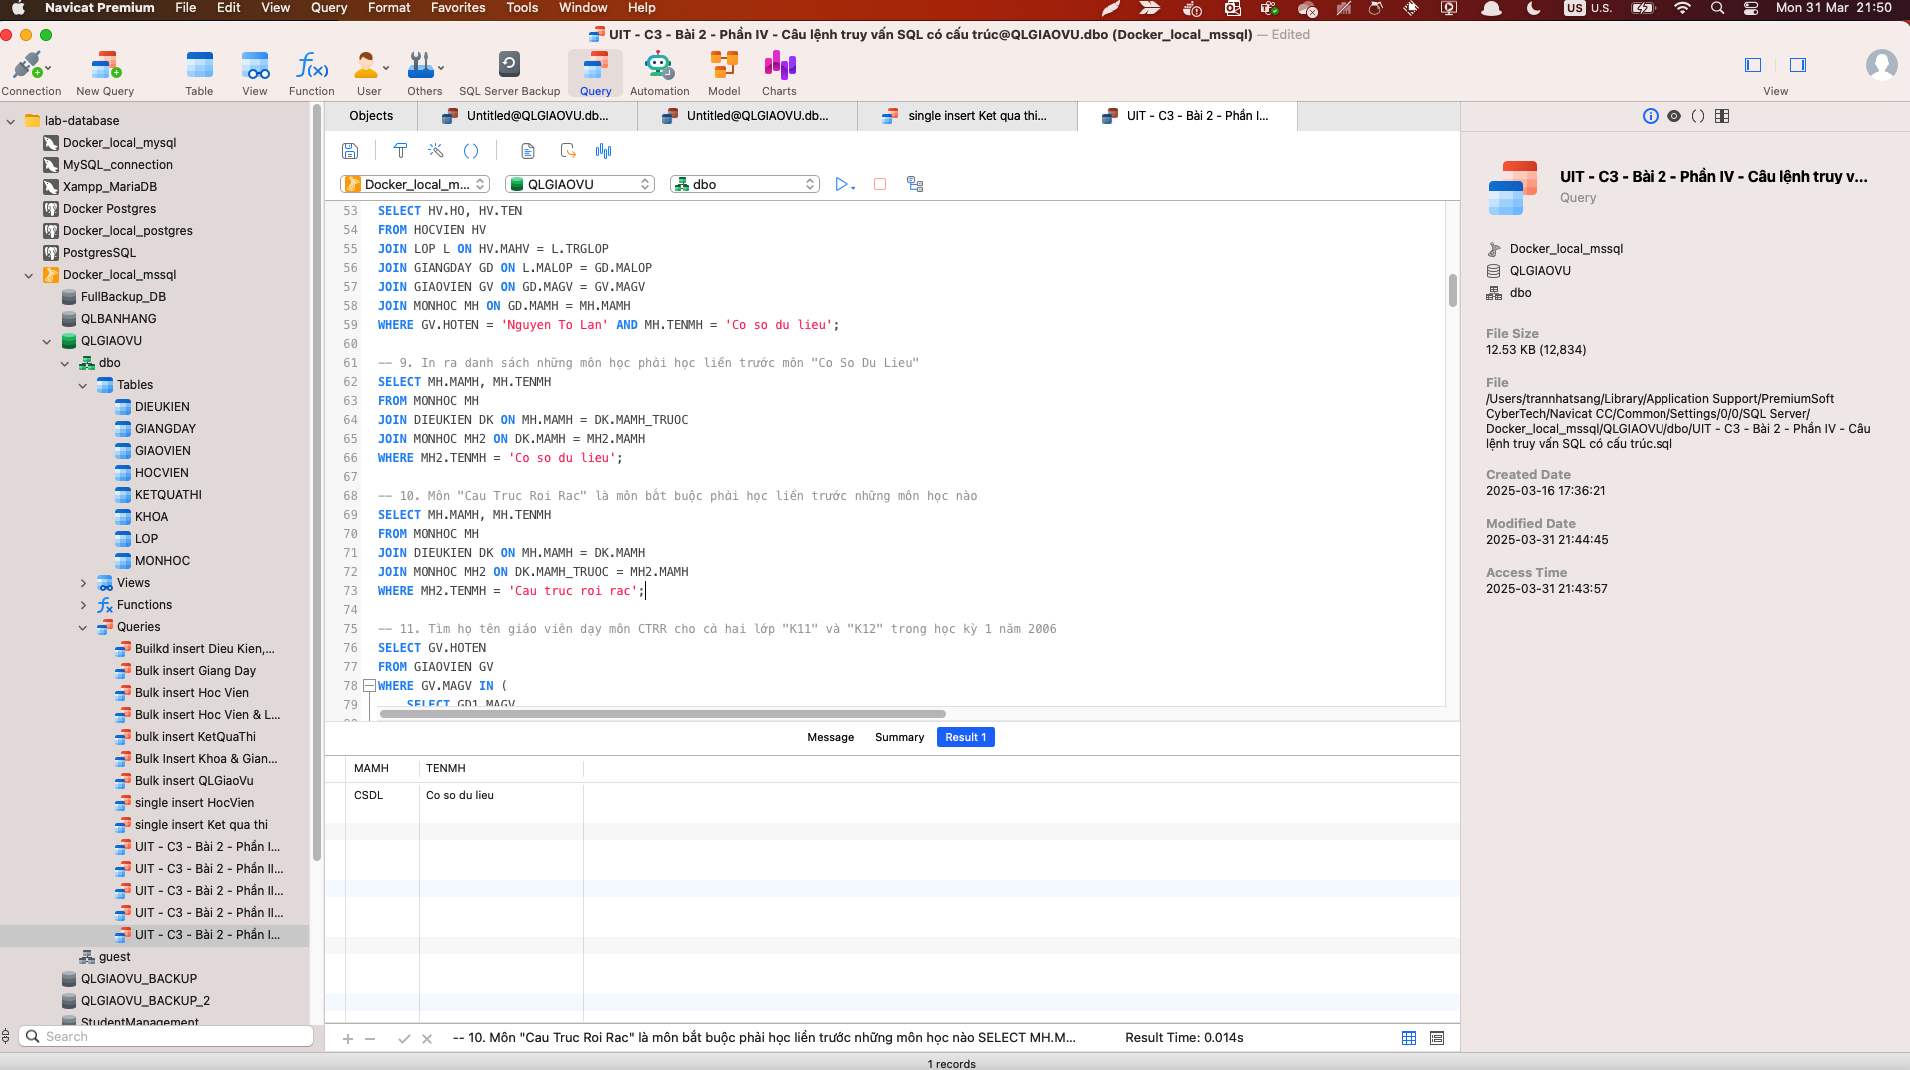 Navicat Premium File Edit View Query Format Favorites Tools Window Help US U.S. Mon 31 Mar 21:50
UIT - C3 - Bài 2 - Phần IV - Câu lệnh truy vấn SQL có cấu trúc@QLGIAOVU.dbo (Docker_local_mssql) — Edited
Connection New Query Table View Function User Others SQL Server Backup Query Automation Model Charts View
lab-database
Docker_local_mysql
MySQL_connection
Xampp_MariaDB
Docker Postgres
Docker_local_postgres
PostgresSQL
Docker_local_mssql
FullBackup_DB
QLBANHANG
QLGIAOVU
dbo
Tables
DIEUKIEN
GIANGDAY
GIAOVIEN
HOCVIEN
KETQUATHI
KHOA
LOP
MONHOC
Views
Functions
Queries
Builkd insert Dieu Kien,...
Bulk insert Giang Day
Bulk insert Hoc Vien
Bulk insert Hoc Vien & L...
bulk insert KetQuaThi
Bulk Insert Khoa & Gian...
Bulk insert QLGiaoVu
single insert HocVien
single insert Ket qua thi
UIT - C3 - Bài 2 - Phần I...
UIT - C3 - Bài 2 - Phần II...
UIT - C3 - Bài 2 - Phần II...
UIT - C3 - Bài 2 - Phần II...
UIT - C3 - Bài 2 - Phần I...
guest
QLGIAOVU_BACKUP
QLGIAOVU_BACKUP_2
StudentManagement
Search
Objects Untitled@QLGIAOVU.db... Untitled@QLGIAOVU.db... single insert Ket qua thi... UIT - C3 - Bài 2 - Phần I...
Docker_local_m... QLGIAOVU dbo
53 SELECT HV.HO, HV.TEN
54 FROM HOCVIEN HV
55 JOIN LOP L ON HV.MAHV = L.TRGLOP
56 JOIN GIANGDAY GD ON L.MALOP = GD.MALOP
57 JOIN GIAOVIEN GV ON GD.MAGV = GV.MAGV
58 JOIN MONHOC MH ON GD.MAMH = MH.MAMH
59 WHERE GV.HOTEN = 'Nguyen To Lan' AND MH.TENMH = 'Co so du lieu';
60
61 -- 9. In ra danh sách những môn học phải học liền trước môn "Co So Du Lieu"
62 SELECT MH.MAMH, MH.TENMH
63 FROM MONHOC MH
64 JOIN DIEUKIEN DK ON MH.MAMH = DK.MAMH_TRUOC
65 JOIN MONHOC MH2 ON DK.MAMH = MH2.MAMH
66 WHERE MH2.TENMH = 'Co so du lieu';
67
68 -- 10. Môn "Cau Truc Roi Rac" là môn bắt buộc phải học liền trước những môn học nào
69 SELECT MH.MAMH, MH.TENMH
70 FROM MONHOC MH
71 JOIN DIEUKIEN DK ON MH.MAMH = DK.MAMH
72 JOIN MONHOC MH2 ON DK.MAMH_TRUOC = MH2.MAMH
73 WHERE MH2.TENMH = 'Cau truc roi rac';
74
75 -- 11. Tìm họ tên giáo viên dạy môn CTRR cho cả hai lớp "K11" và "K12" trong học kỳ 1 năm 2006
76 SELECT GV.HOTEN
77 FROM GIAOVIEN GV
78 WHERE GV.MAGV IN (
79 SELECT GD1.MAGV
Message Summary Result 1
MAMH TENMH
CSDL Co so du lieu
-- 10. Môn "Cau Truc Roi Rac" là môn bắt buộc phải học liền trước những môn học nào SELECT MH.M... Result Time: 0.014s
1 records
UIT - C3 - Bài 2 - Phần IV - Câu lệnh truy v...
Query
Docker_local_mssql
QLGIAOVU
dbo
File Size
12.53 KB (12,834)
File
/Users/trannhatsang/Library/Application Support/PremiumSoft
CyberTech/Navicat CC/Common/Settings/0/0/SQL Server/
Docker_local_mssql/QLGIAOVU/dbo/UIT - C3 - Bài 2 - Phần IV - Câu
lệnh truy vấn SQL có cấu trúc.sql
Created Date
2025-03-16 17:36:21
Modified Date
2025-03-31 21:44:45
Access Time
2025-03-31 21:43:57